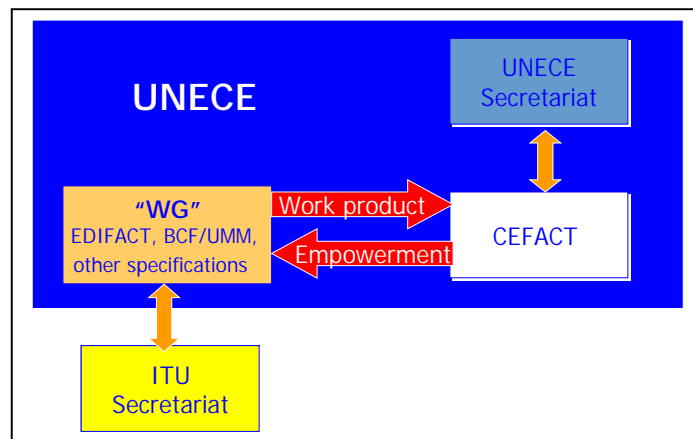 UNECE
UNECE
Secretariat
“WG”
EDIFACT, BCF/UMM,
other specifications
Work product
Empowerment
CEFACT
ITU
Secretariat